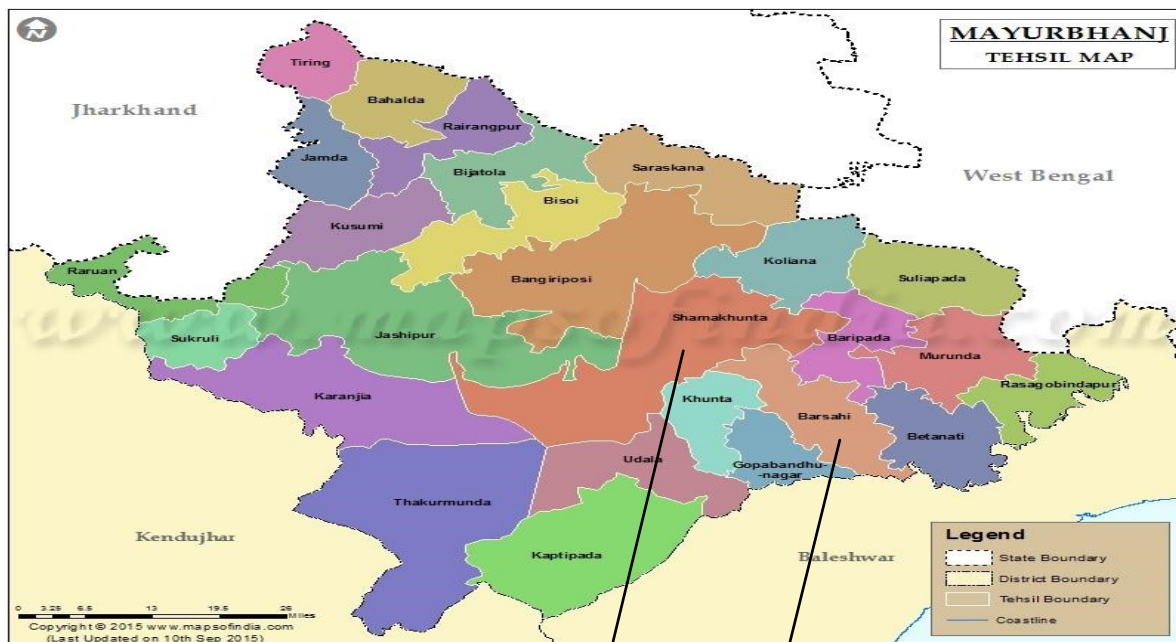 N
MAYURBHANJ
TEHSIL MAP
Tiring
Jharkhand
Bahalda
Rairangpur
Jamda
Bijatola
Saraskana
West Bengal
Bisoi
Kusumi
Koliana
Raruan
Bangiriposi
Suliapada
www.mapsofindia.com
Shamakhunta
Sukruli
Jashipur
Baripada
Murunda
Rasagobindapur
Karanjia
Khunta
Barsahi
Betanati
Udala
Gopabandhu-
-nagar
Thakurmunda
Kendujhar
Kaptipada
Baleshwar
Legend
State Boundary
District Boundary
Tehsil Boundary
Coastline
0 3.25 6.5 13 19.5 26
Miles
Copyright © 2015 www.mapsofindia.com
(Last Updated on 10th Sep 2015)